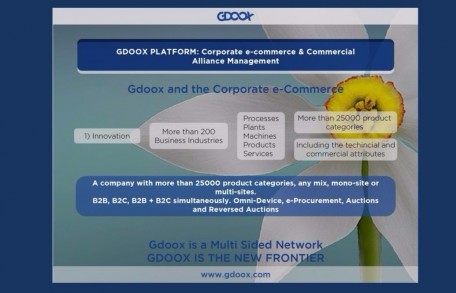 GDOOX
GDOOX PLATFORM: Corporate e-commerce & Commercial
Alliance Management
Gdoox and the Corporate e-Commerce
1) Innovation
More than 200
Business Industries
Processes
Plants
Machines
Products
Services
More than 25000 product
categories
Including the techincial and
commercial attributes
A company with more than 25000 product categories, any mix, mono-site or
multi-sites.
B2B, B2C, B2B + B2C simultaneously. Omni-Device, e-Procurement, Auctions
and Reversed Auctions
Gdoox is a Multi Sided Network
GDOOX IS THE NEW FRONTIER
www.gdoox.com